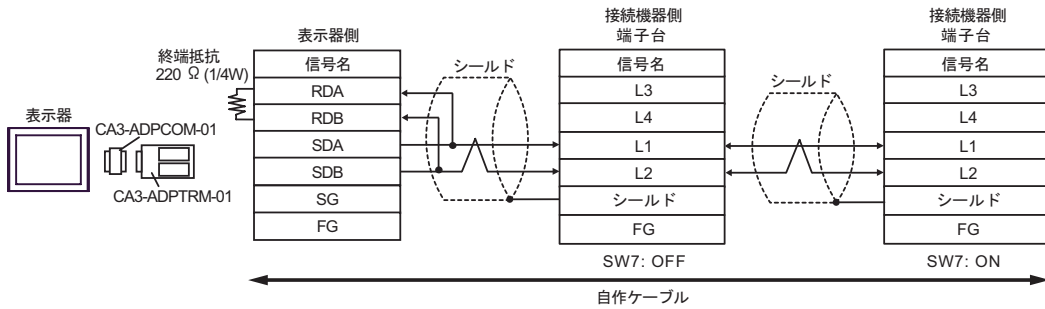 表示器
CA3-ADPCOM-01
CA3-ADPTRM-01
終端抵抗
220 Ω (1/4W)
表示器側
信号名
RDA
RDB
SDA
SDB
SG
FG
シールド
接続機器側
端子台
信号名
L3
L4
L1
L2
シールド
FG
SW7: OFF
シールド
接続機器側
端子台
信号名
L3
L4
L1
L2
シールド
FG
SW7: ON
自作ケーブル